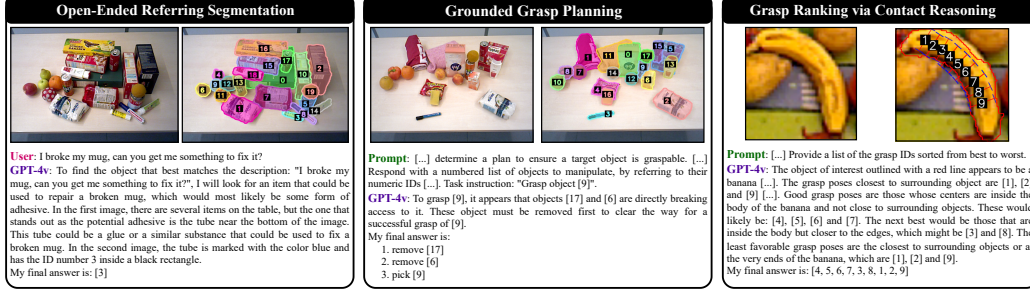 Open-Ended Referring Segmentation
User: I broke my mug, can you get me something to fix it?
GPT-4v: To find the object that best matches the description: "I broke my
mug, can you get me something to fix it?", I will look for an item that could be
used to repair a broken mug, which would most likely be some form of
adhesive. In the first image, there are several items on the table, but the one that
stands out as the potential adhesive is the tube near the bottom of the image.
This tube could be a glue or a similar substance that could be used to fix a
broken mug. In the second image, the tube is marked with the color blue and
has the ID number 3 inside a black rectangle.
My final answer is: [3]
Grounded Grasp Planning
Prompt: [...] determine a plan to ensure a target object is graspable. [...]
Respond with a numbered list of objects to manipulate, by referring to their
numeric IDs [...]. Task instruction: "Grasp object [9]".
GPT-4v: To grasp [9], it appears that objects [17] and [6] are directly breaking
access to it. These object must be removed first to clear the way for a
successful grasp of [9].
My final answer is:
1. remove [17]
2. remove [6]
3. pick [9]
Grasp Ranking via Contact Reasoning
1
2
3
4
5
6
7
8
9
Prompt: [...] Provide a list of the grasp IDs sorted from best to worst.
GPT-4v: The object of interest outlined with a red line appears to be a
banana [...]. The grasp poses closest to surrounding object are [1], [2]
and [9] [...]. Good grasp poses are those whose centers are inside the
body of the banana and not close to surrounding objects. These would
likely be: [4], [5], [6] and [7]. The next best would be those that are
inside the body but closer to the edges, which might be [3] and [8]. The
least favorable grasp poses are the closest to surrounding objects or a
the very ends of the banana, which are [1], [2] and [9].
My final answer is: [4, 5, 6, 7, 3, 8, 1, 2, 9]